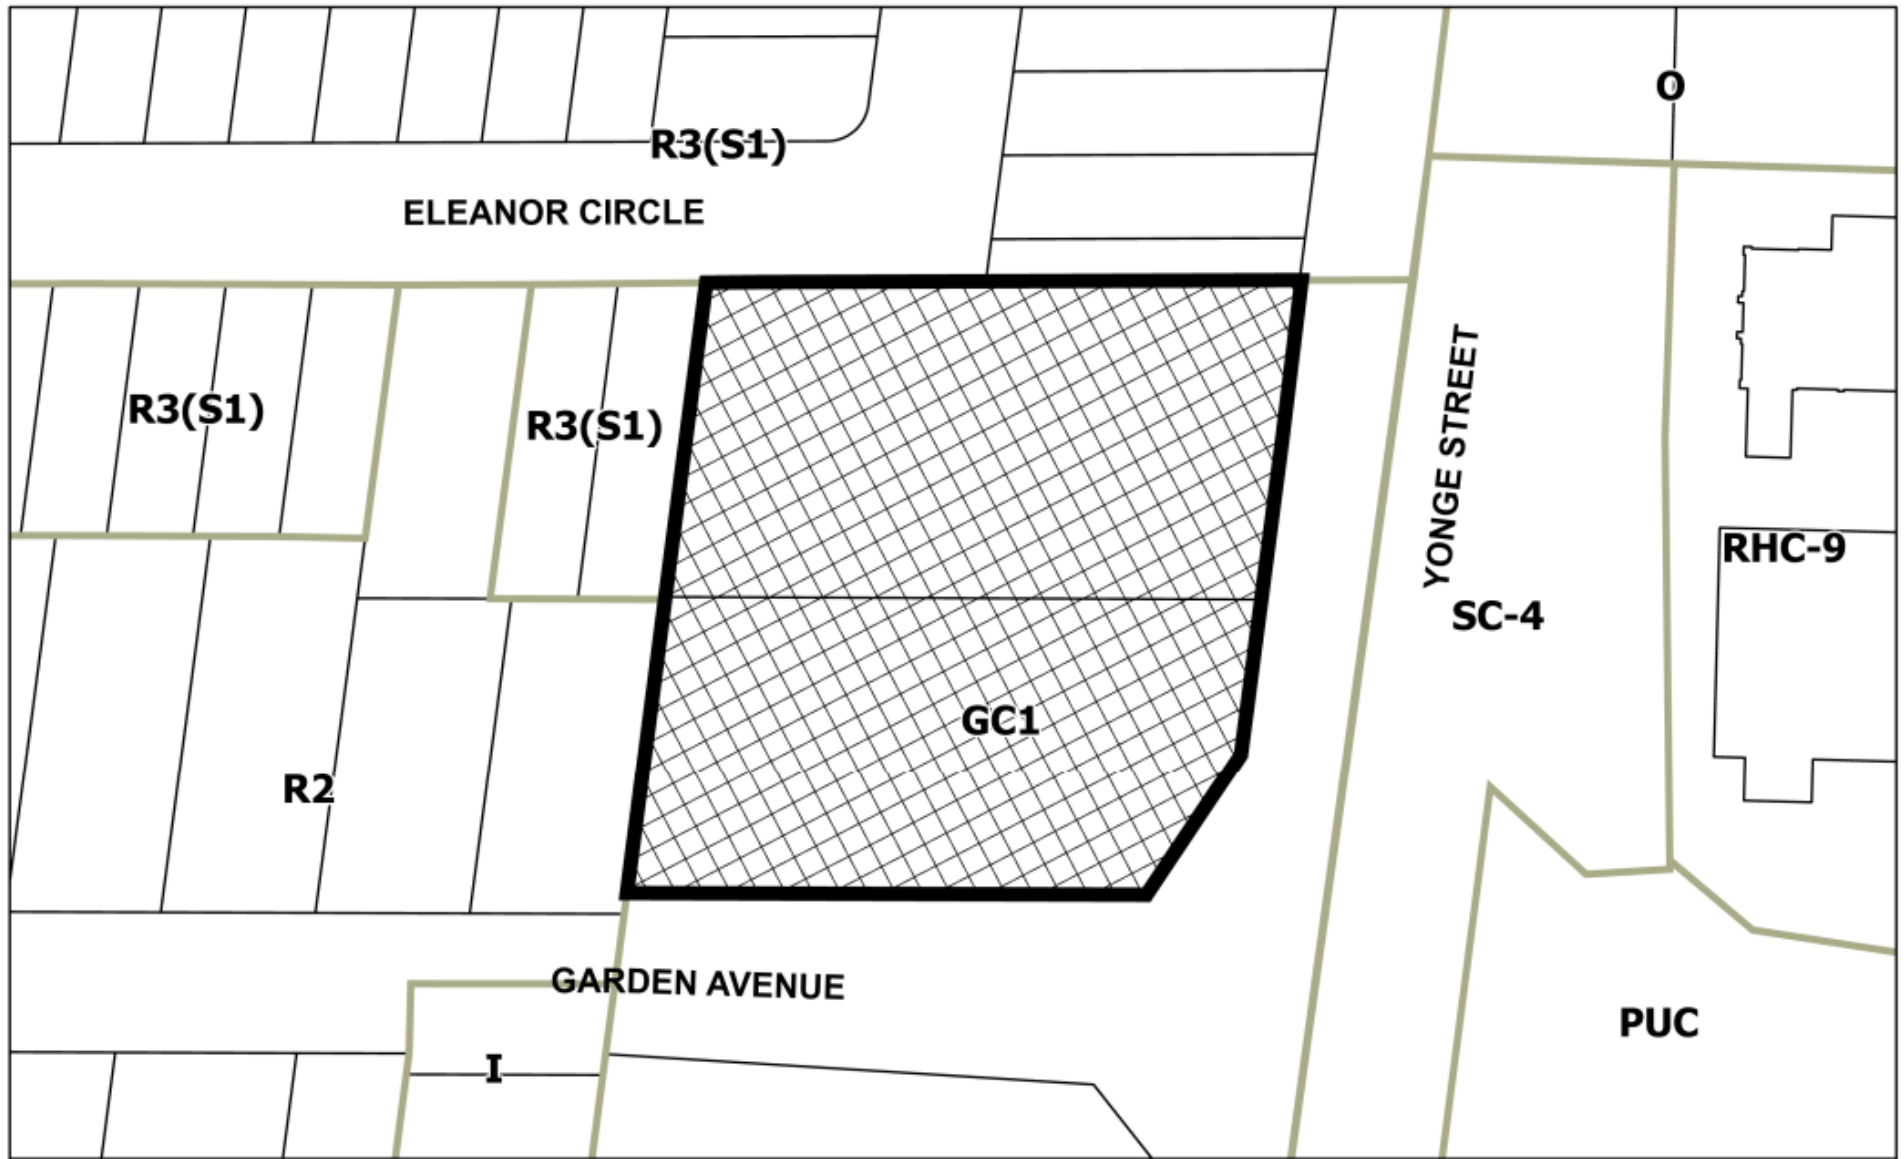 O
R3(S1)
ELEANOR CIRCLE
R3(S1)
R3(S1)
YONGE STREET
RHC-9
SC-4
GC1
R2
GARDEN AVENUE
PUC
I